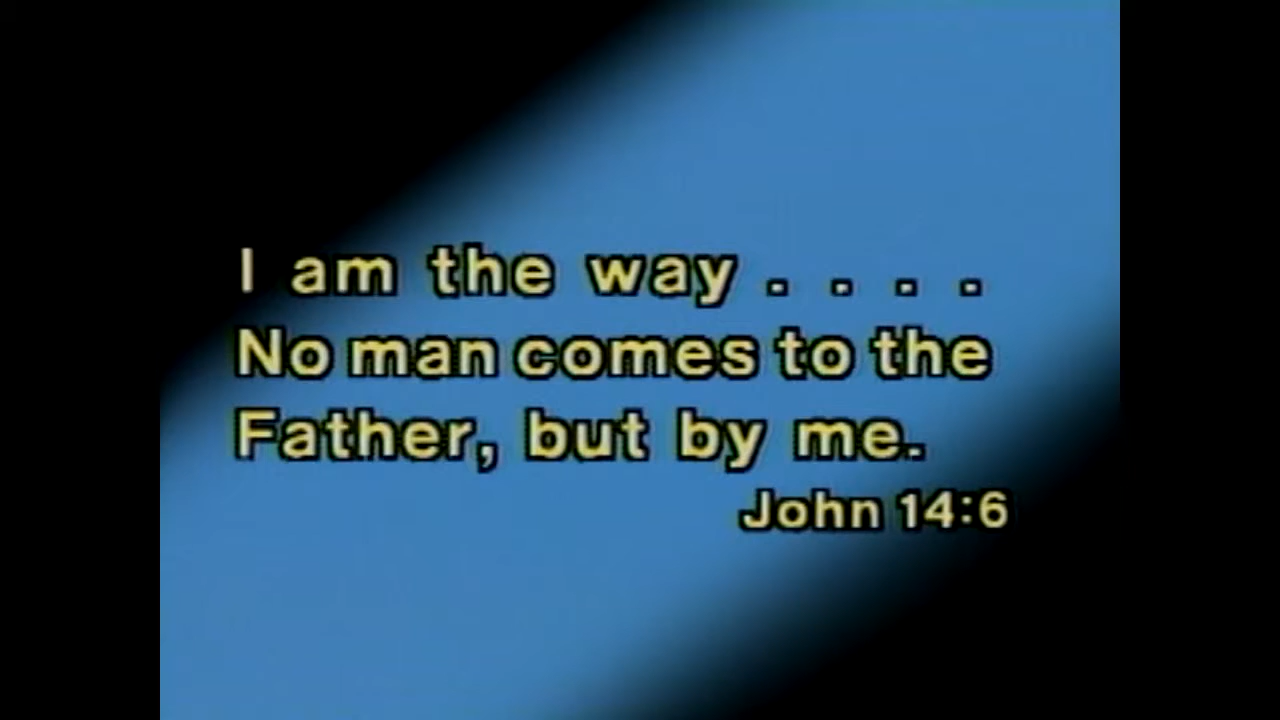 I am the way . . . .
No man comes to the
Father, but by me.
John 14:6